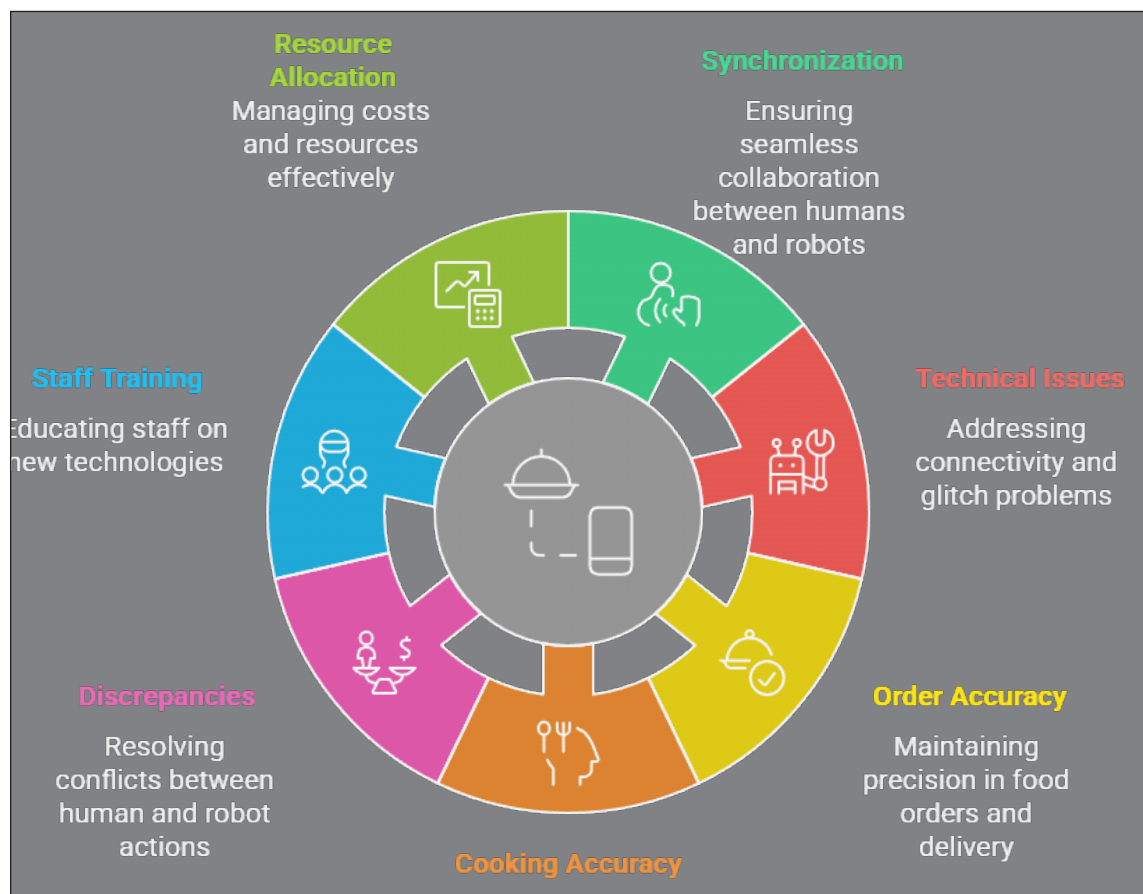 Resource
Allocation
Managing costs
and resources
effectively
Synchronization
Ensuring
seamless
collaboration
between humans
and robots
Staff Training
Educating staff on
new technologies
Technical Issues
Addressing
connectivity and
glitch problems
Discrepancies
Resolving
conflicts between
human and robot
actions
Order Accuracy
Maintaining
precision in food
orders and
delivery
Cooking Accuracy
$